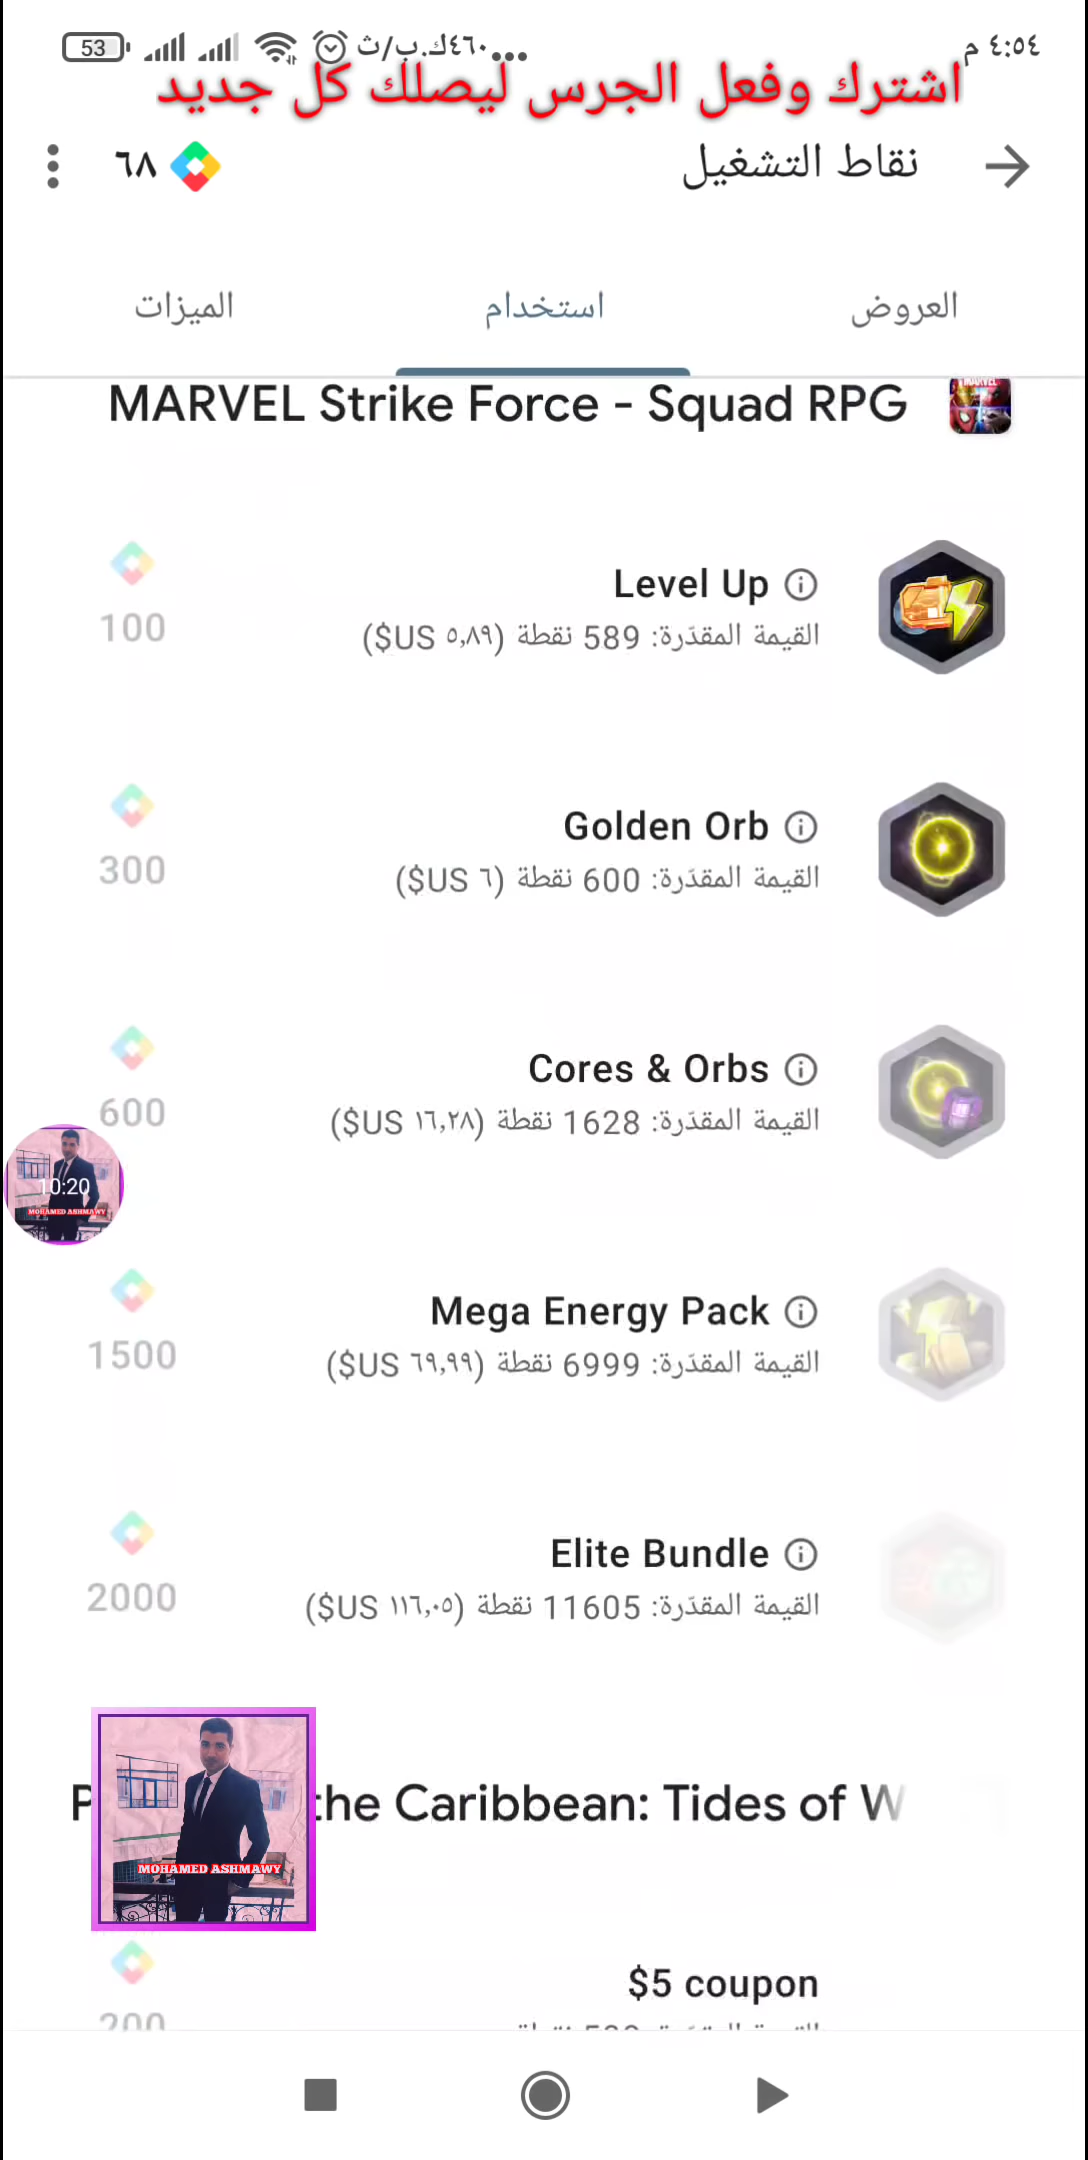 ٤:٥٤ م
...٤٦٠ك.ب/ث
53
اشترك وفعل الجرس ليصلك كل جديد
نقاط التشغيل
٦٨
العروض
استخدام
الميزات
MARVEL Strike Force - Squad RPG
Level Up
القيمة المقدّرة: 589 نقطة (٥,٨٩ US$)
100
Golden Orb
القيمة المقدّرة: 600 نقطة (٦ US$)
300
Cores & Orbs
القيمة المقدّرة: 1628 نقطة (١٦,٢٨ US$)
600
10:20
MOHAMED ASHMAWY
Mega Energy Pack
القيمة المقدّرة: 6999 نقطة (٦٩,٩٩ US$)
1500
Elite Bundle
القيمة المقدّرة: 11605 نقطة (١١٦,٠٥ US$)
2000
the Caribbean: Tides of W
MOHAMED ASHMAWY
$5 coupon
200